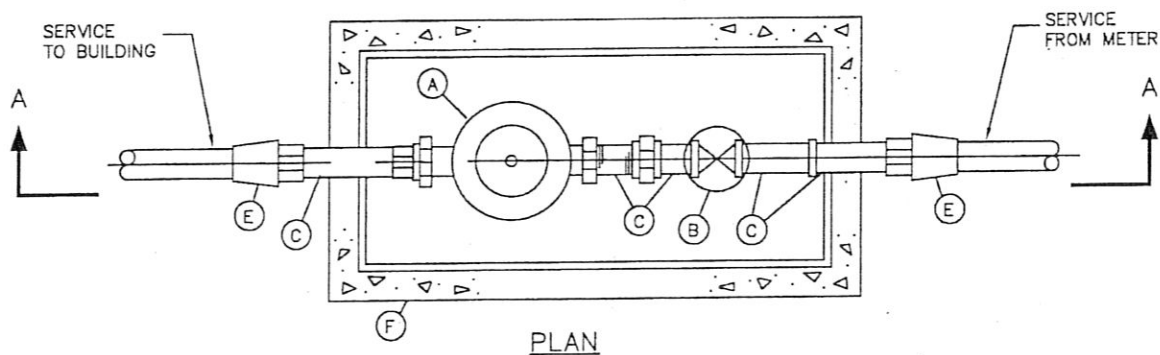 SERVICE
TO BUILDING
SERVICE
FROM METER
A
A
A
E
C
C
B
C
E
F
PLAN